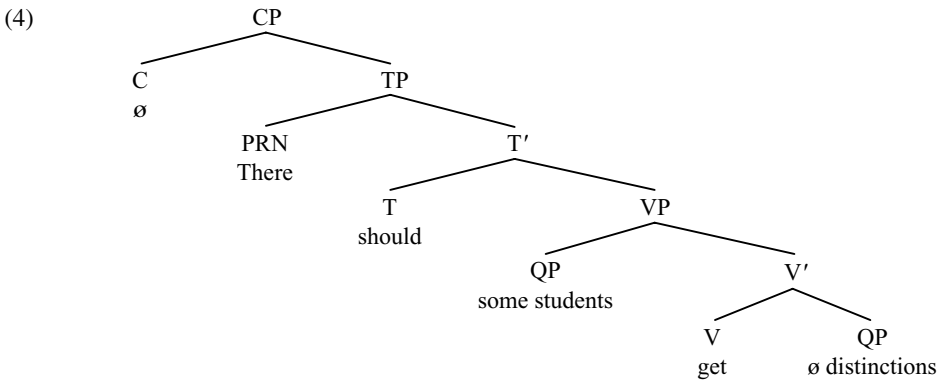 (4) CP
C TP
ø
PRN T′
There
T VP
should
QP V′
some students
V QP
get ø distinctions